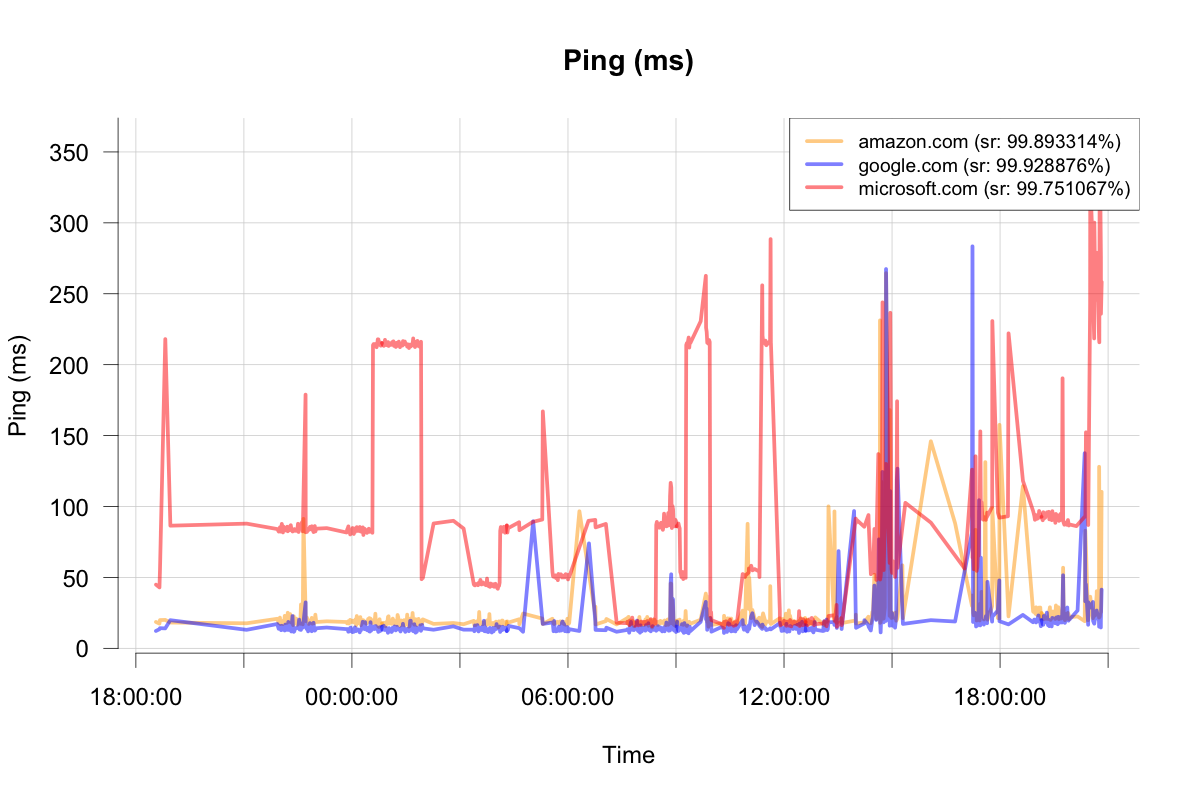 Ping (ms)
amazon.com (sr: 99.893314%)
google.com (sr: 99.928876%)
microsoft.com (sr: 99.751067%)
350
300
250
200
150
100
50
0
Ping (ms)
18:00:00 00:00:00 06:00:00 12:00:00 18:00:00
Time